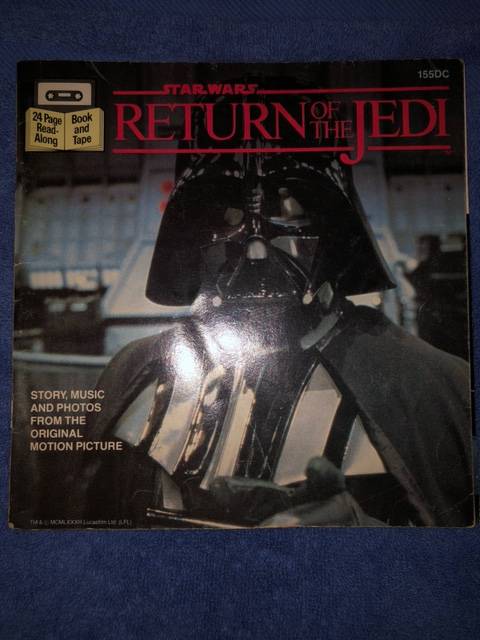 155DC
24 Page
Read-
Along
Book
and
Tape
STAR WARS
RETURN OF THE JEDI
STORY, MUSIC
AND PHOTOS
FROM THE
ORIGINAL
MOTION PICTURE
TM & © MCMLXXXIII Lucasfilm Ltd. (LFL)